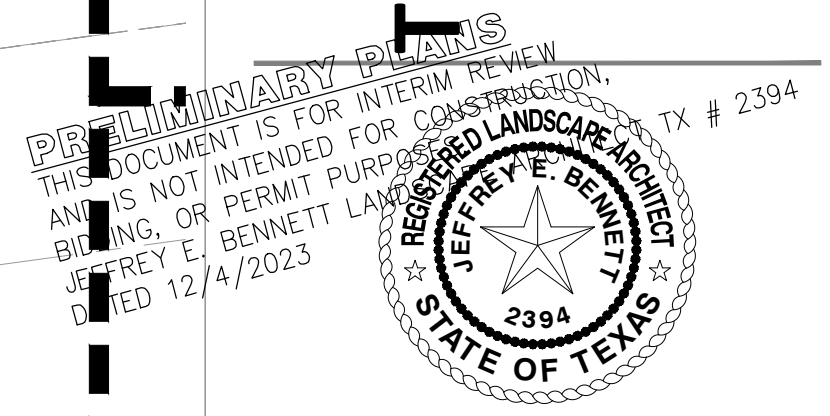 PRELIMINARY PLANS
THIS DOCUMENT IS FOR INTERIM REVIEW
AND IS NOT INTENDED FOR CONSTRUCTION,
BIDDING, OR PERMIT PURPOSES.
JEFFREY E. BENNETT LANDSCAPE ARCHITECT TX # 2394
DATED 12/4/2023
REGISTERED LANDSCAPE ARCHITECT
JEFFREY E. BENNETT
2394
STATE OF TEXAS